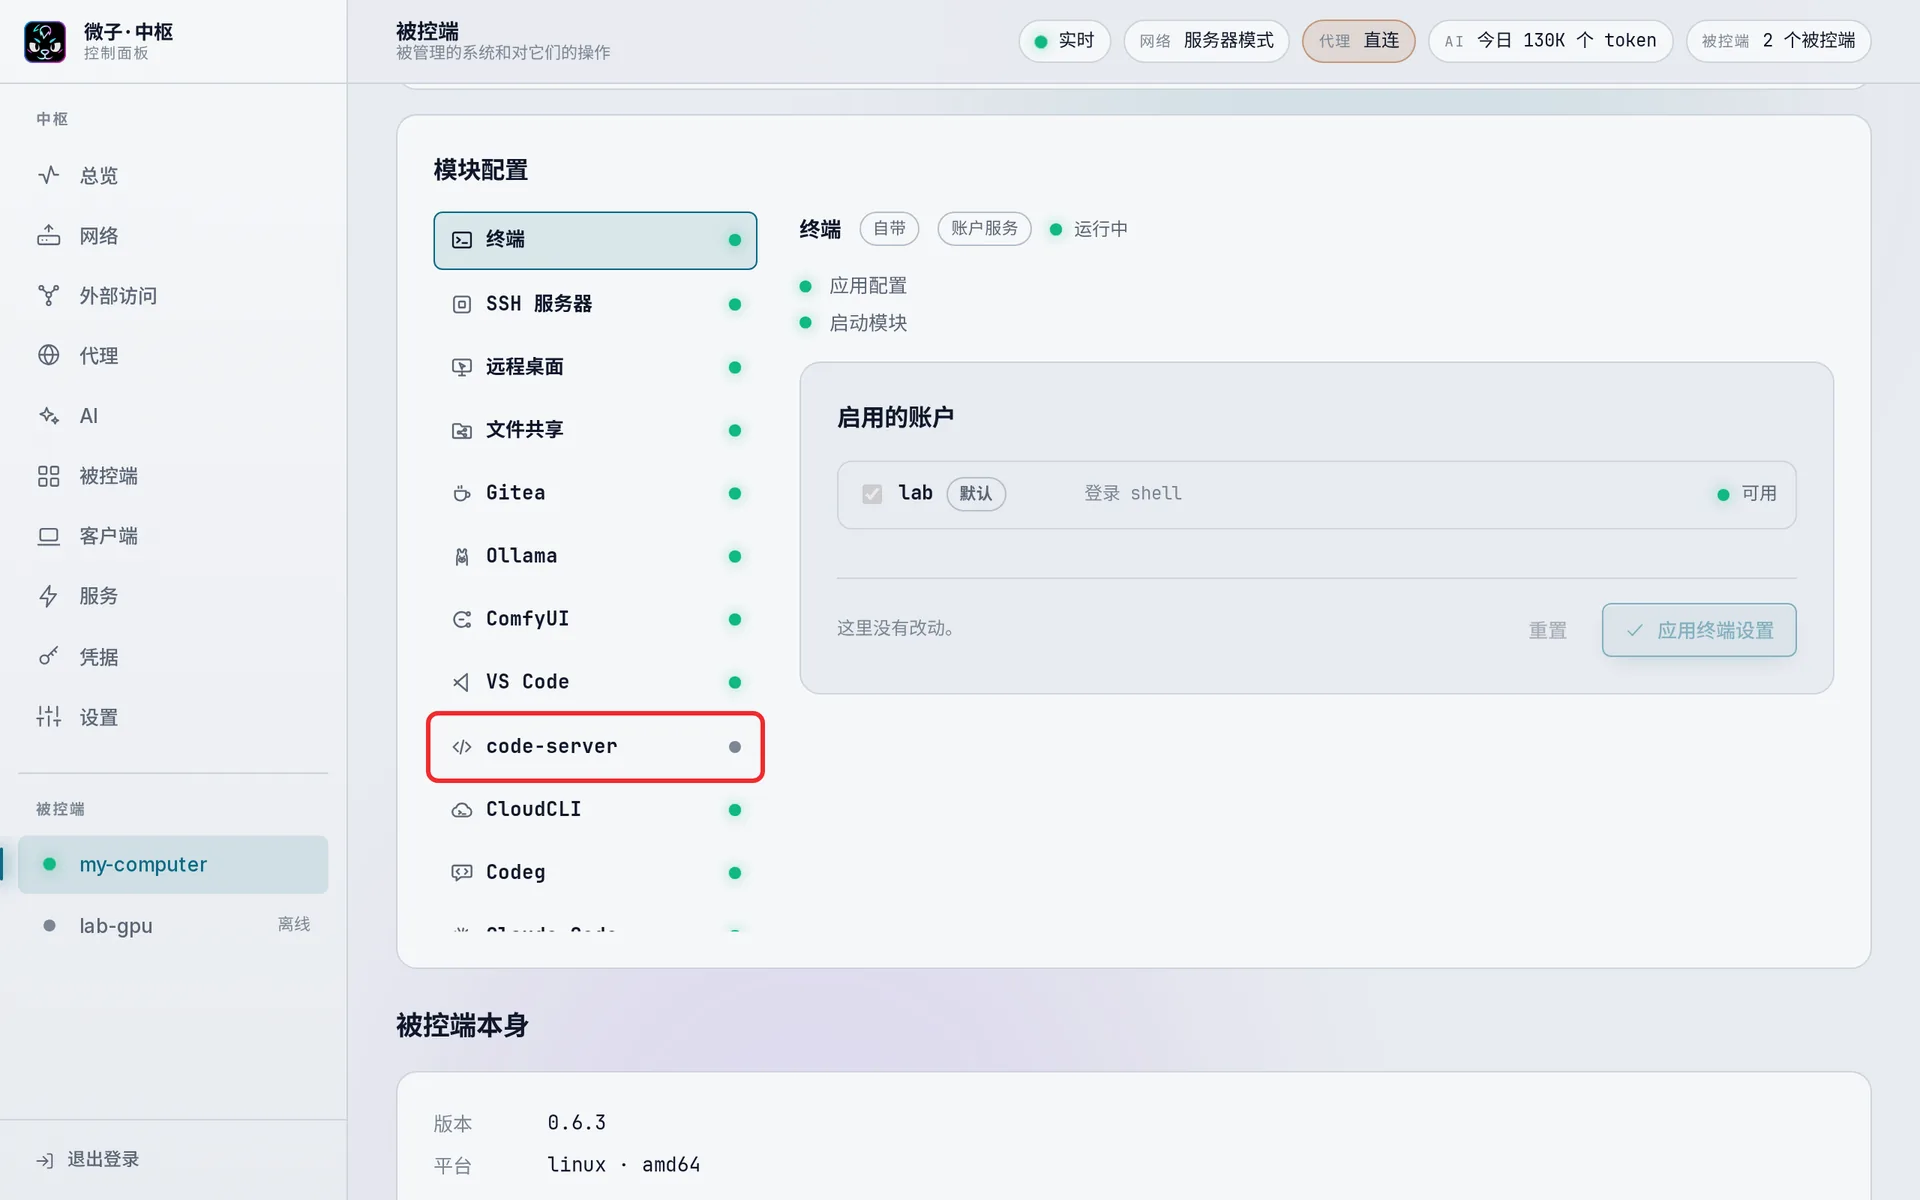 微子·中枢
控制面板
被控端
被管理的系统和对它们的操作
实时
网络 服务器模式
代理 直连
AI 今日 130K 个 token
被控端 2 个被控端
中枢
总览
网络
外部访问
代理
AI
被控端
客户端
服务
凭据
设置
被控端
my-computer
lab-gpu 离线
退出登录
模块配置
终端
SSH 服务器
远程桌面
文件共享
Gitea
Ollama
ComfyUI
VS Code
code-server
CloudCLI
Codeg
终端 自带 账户服务 运行中
应用配置
启动模块
启用的账户
lab 默认 登录 shell 可用
这里没有改动。 重置 应用终端设置
被控端本身
版本 0.6.3
平台 linux · amd64